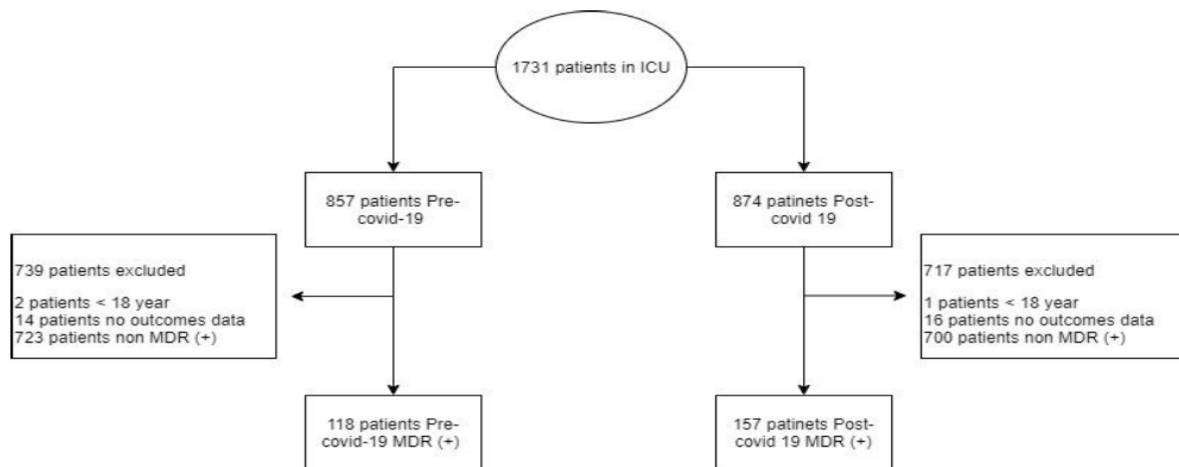 1731 patients in ICU
857 patients Pre-
covid-19
874 patinets Post-
covid 19
739 patients excluded
2 patients < 18 year
14 patients no outcomes data
723 patients non MDR (+)
717 patients excluded
1 patients < 18 year
16 patients no outcomes data
700 patients non MDR (+)
118 patients Pre-
covid-19 MDR (+)
157 patinets Post-
covid 19 MDR (+)